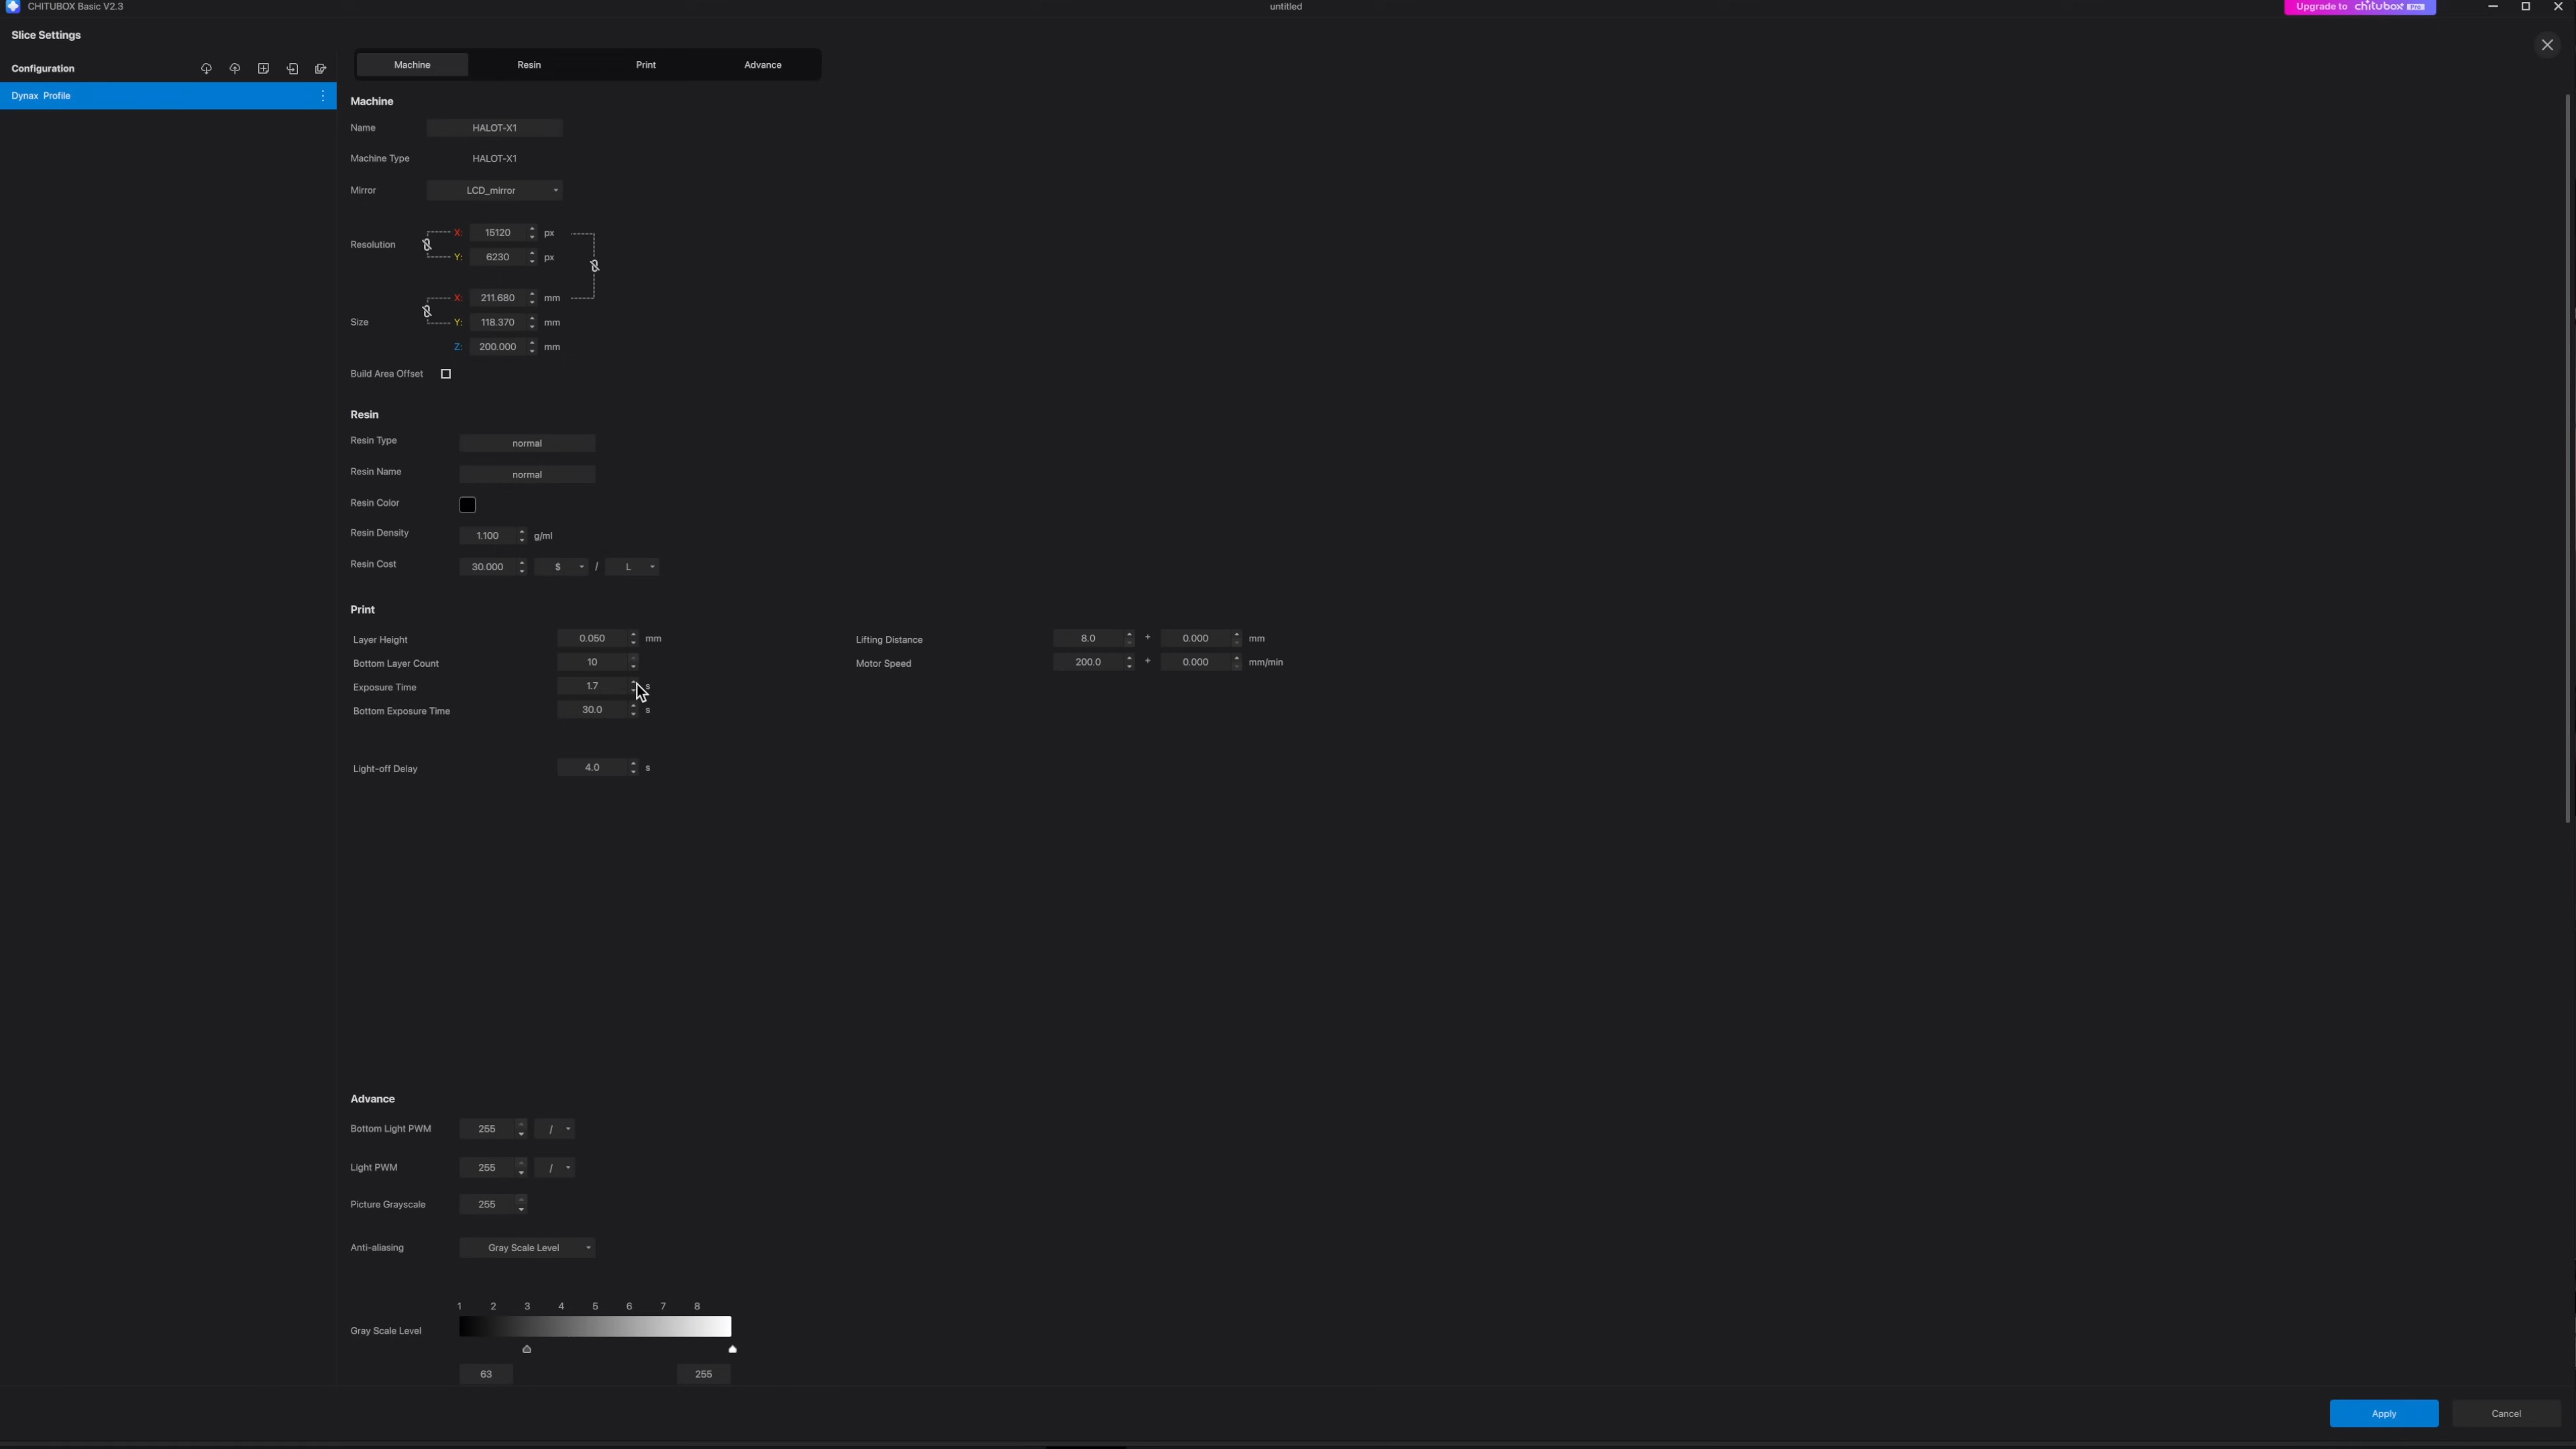 CHITUBOX Basic V2.3
untitled
Upgrade to chitubox Pro
Slice Settings
Configuration
Machine
Resin
Print
Advance
Dynax Profile
Machine
Name HALOT-X1
Machine Type HALOT-X1
Mirror LCD_mirror
Resolution
X: 15120 px
Y: 6230 px
Size
X: 211.680 mm
Y: 118.370 mm
Z: 200.000 mm
Build Area Offset
Resin
Resin Type normal
Resin Name normal
Resin Color
Resin Density 1.100 g/ml
Resin Cost 30.000 $ / L
Print
Layer Height 0.050 mm Lifting Distance 8.0 + 0.000 mm
Bottom Layer Count 10 Motor Speed 200.0 + 0.000 mm/min
Exposure Time 1.7 s
Bottom Exposure Time 30.0 s
Light-off Delay 4.0 s
Advance
Bottom Light PWM 255 /
Light PWM 255 /
Picture Grayscale 255
Anti-aliasing Gray Scale Level
1 2 3 4 5 6 7 8
Gray Scale Level
63 255
Apply Cancel